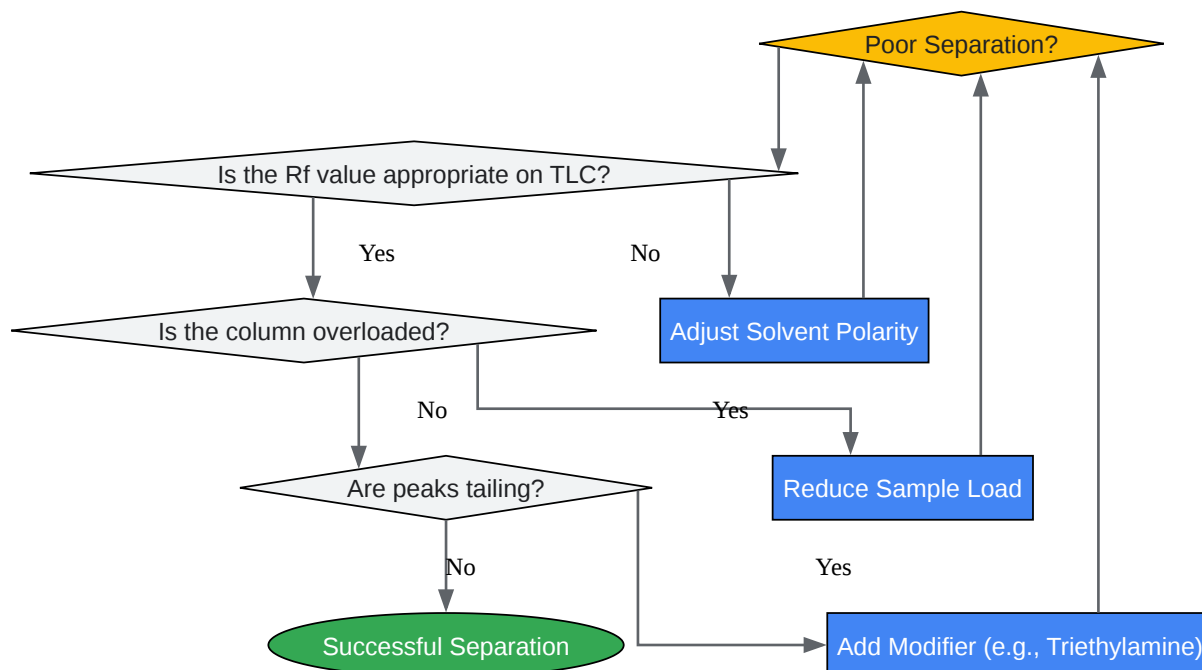 Poor Separation?
Is the Rf value appropriate on TLC?
Yes
No
Is the column overloaded?
Adjust Solvent Polarity
No
Yes
Are peaks tailing?
Reduce Sample Load
No
Yes
Successful Separation
Add Modifier (e.g., Triethylamine)